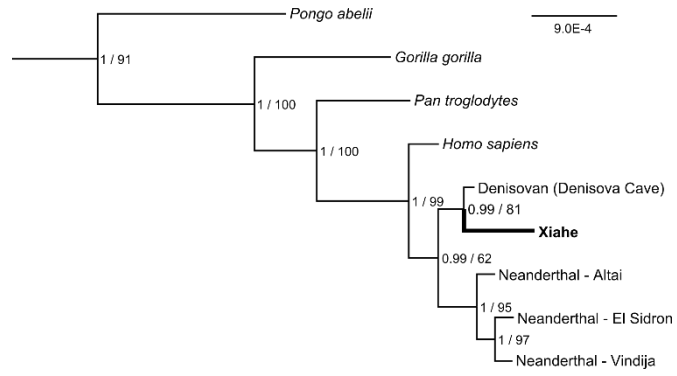 Pongo abelii
9.0E-4
1 / 91
Gorilla gorilla
1 / 100
Pan troglodytes
1 / 100
Homo sapiens
Denisovan (Denisova Cave)
1 / 99
0.99 / 81
Xiahe
0.99 / 62
Neanderthal - Altai
1 / 95
Neanderthal - El Sidron
1 / 97
Neanderthal - Vindija